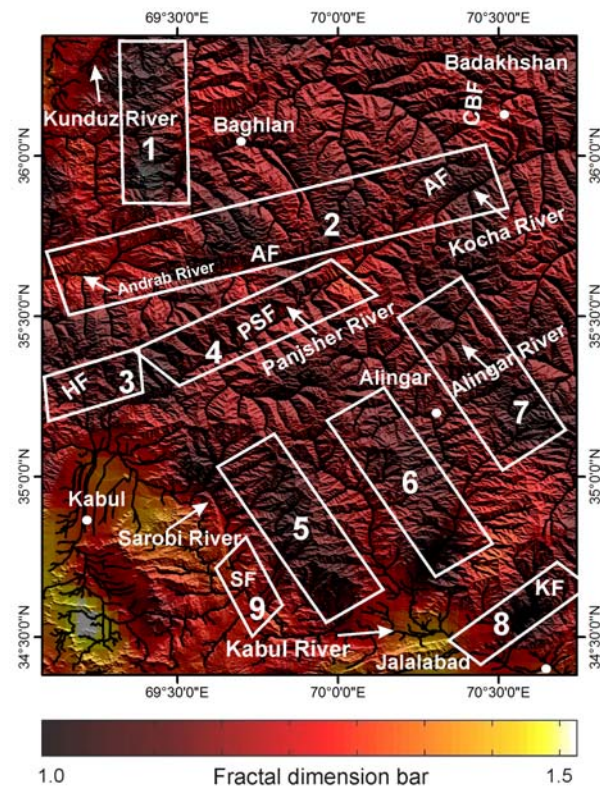 69°30'0"E
70°0'0"E
70°30'0"E
Badakhshan
Kunduz River
1
CBF
Baghlan
36°0'0"N
36°0'0"N
AF
2
Kocha River
AF
Andrab River
35°30'0"N
35°30'0"N
PSF
4
Panjsher River
HF
3
Alingar
Alingar River
7
6
35°0'0"N
35°0'0"N
Kabul
Sarobi River
5
SF
9
KF
8
Kabul River
Jalalabad
34°30'0"N
34°30'0"N
69°30'0"E
70°0'0"E
70°30'0"E
1.0
Fractal dimension bar
1.5